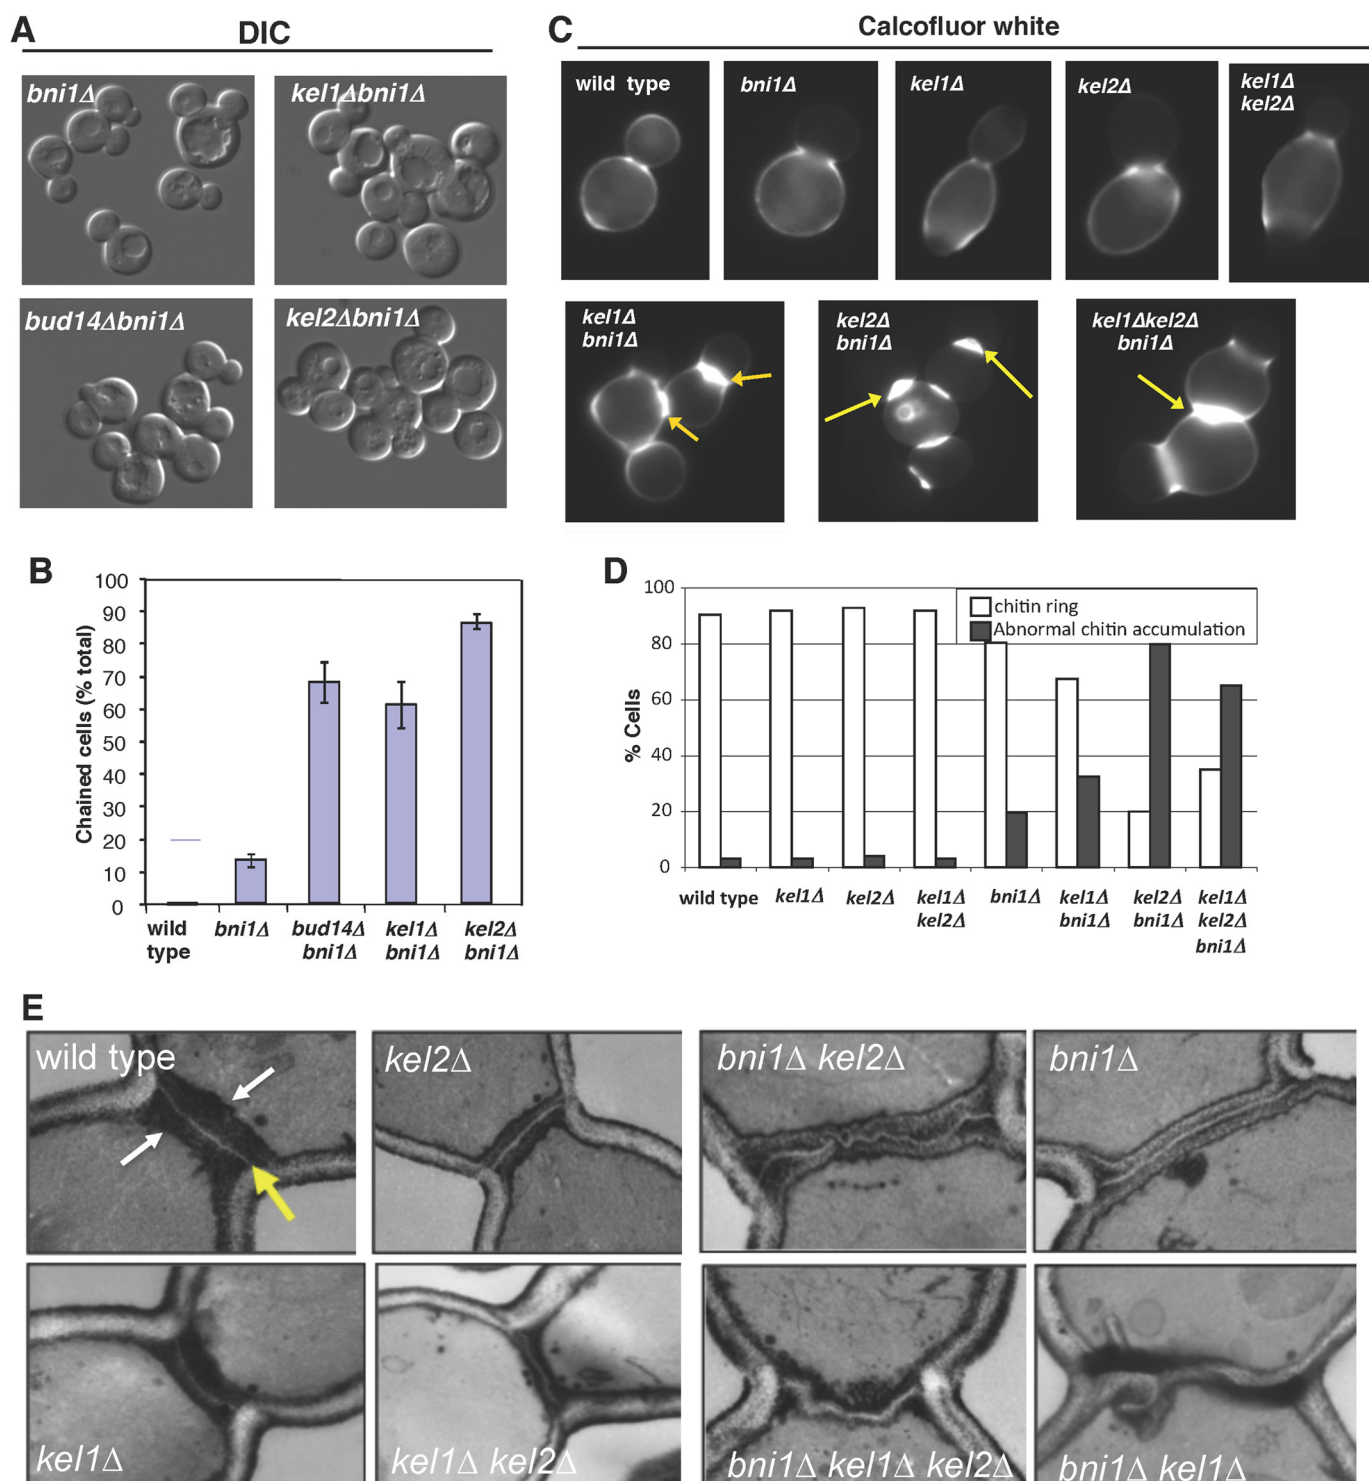 A
DIC
bni1Δ
kel1Δbni1Δ
bud14Δbni1Δ
kel2Δbni1Δ
C
Calcofluor white
wild type
bni1Δ
kel1Δ
kel2Δ
kel1Δ
kel2Δ
kel1Δ
bni1Δ
kel2Δ
bni1Δ
kel1Δkel2Δ
bni1Δ
B
Chained cells (% total)
100
90
80
70
60
50
40
30
20
10
0
wild
type
bni1Δ
bud14Δ
bni1Δ
kel1Δ
bni1Δ
kel2Δ
bni1Δ
D
% Cells
100
80
60
40
20
0
chitin ring
Abnormal chitin accumulation
wild type
kel1Δ
kel2Δ
kel1Δ
kel2Δ
bni1Δ
kel1Δ
bni1Δ
kel2Δ
bni1Δ
kel1Δ
kel2Δ
bni1Δ
E
wild type
kel2Δ
bni1Δ kel2Δ
bni1Δ
kel1Δ
kel1Δ kel2Δ
bni1Δ kel1Δ kel2Δ
bni1Δ kel1Δ